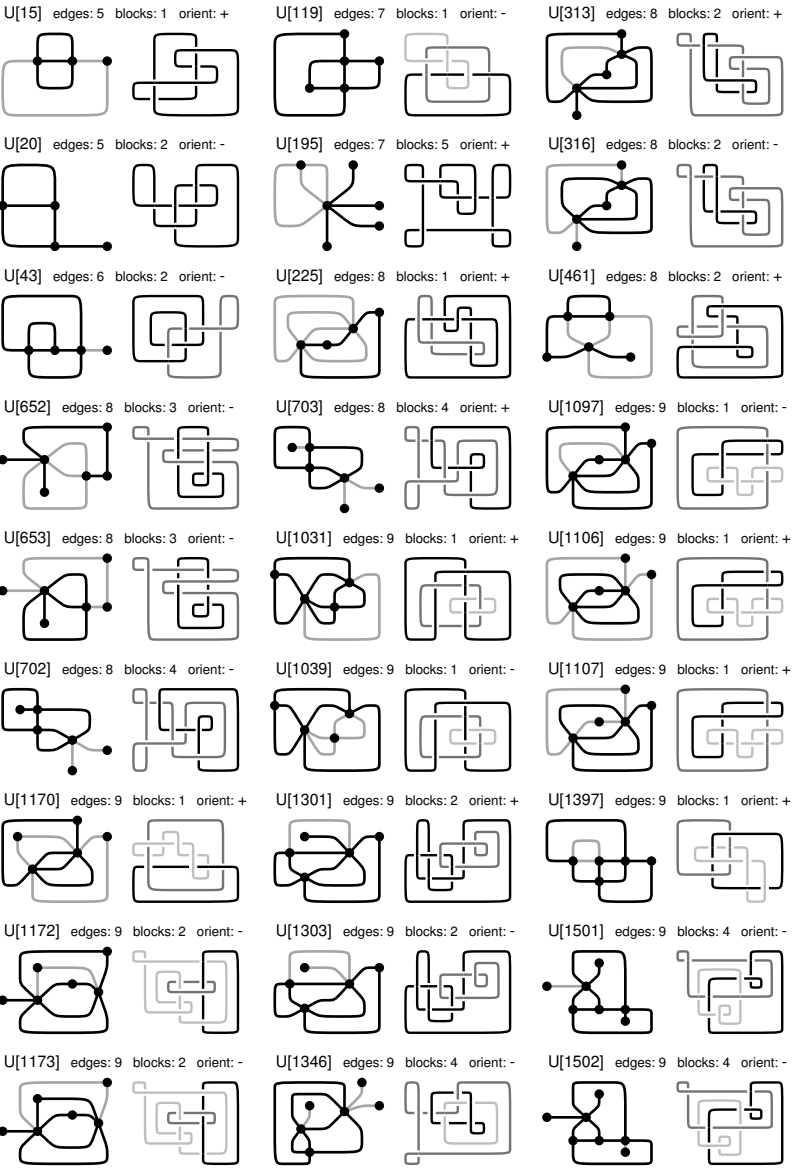 U[15] edges: 5 blocks: 1 orient: +
U[119] edges: 7 blocks: 1 orient: -
U[313] edges: 8 blocks: 2 orient: +
U[20] edges: 5 blocks: 2 orient: -
U[195] edges: 7 blocks: 5 orient: +
U[316] edges: 8 blocks: 2 orient: -
U[43] edges: 6 blocks: 2 orient: -
U[225] edges: 8 blocks: 1 orient: +
U[461] edges: 8 blocks: 2 orient: +
U[652] edges: 8 blocks: 3 orient: -
U[703] edges: 8 blocks: 4 orient: +
U[1097] edges: 9 blocks: 1 orient: -
U[653] edges: 8 blocks: 3 orient: -
U[1031] edges: 9 blocks: 1 orient: +
U[1106] edges: 9 blocks: 1 orient: +
U[702] edges: 8 blocks: 4 orient: -
U[1039] edges: 9 blocks: 1 orient: -
U[1107] edges: 9 blocks: 1 orient: +
U[1170] edges: 9 blocks: 1 orient: +
U[1301] edges: 9 blocks: 2 orient: +
U[1397] edges: 9 blocks: 1 orient: +
U[1172] edges: 9 blocks: 2 orient: -
U[1303] edges: 9 blocks: 2 orient: -
U[1501] edges: 9 blocks: 4 orient: -
U[1173] edges: 9 blocks: 2 orient: -
U[1346] edges: 9 blocks: 4 orient: -
U[1502] edges: 9 blocks: 4 orient: -